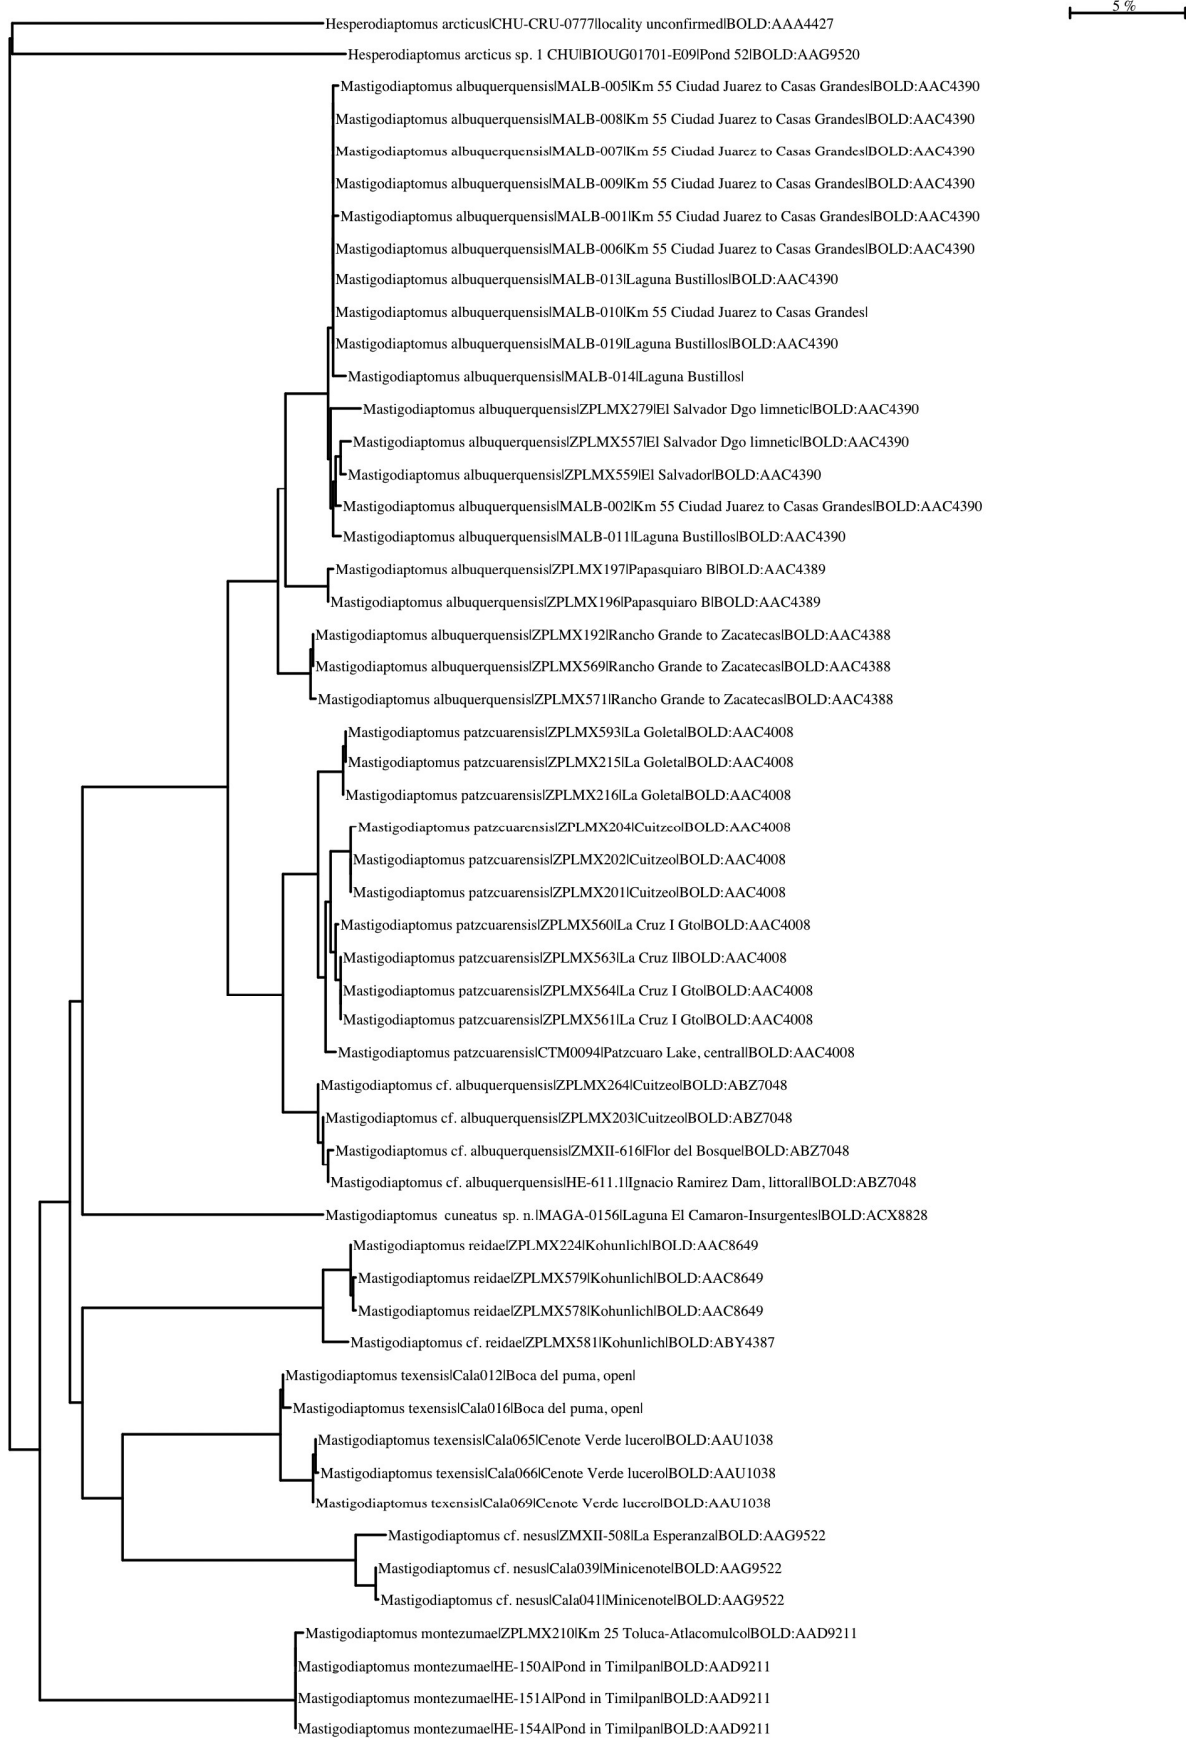 5 %
Hesperodiaptomus arcticus|CHU-CRU-0777|locality unconfirmed|BOLD:AAA4427
Hesperodiaptomus arcticus sp. 1 CHU|BIOUG01701-E09|Pond 52|BOLD:AAG9520
Mastigodiaptomus albuquerquensis|MALB-005|Km 55 Ciudad Juarez to Casas Grandes|BOLD:AAC4390
Mastigodiaptomus albuquerquensis|MALB-008|Km 55 Ciudad Juarez to Casas Grandes|BOLD:AAC4390
Mastigodiaptomus albuquerquensis|MALB-007|Km 55 Ciudad Juarez to Casas Grandes|BOLD:AAC4390
Mastigodiaptomus albuquerquensis|MALB-009|Km 55 Ciudad Juarez to Casas Grandes|BOLD:AAC4390
Mastigodiaptomus albuquerquensis|MALB-001|Km 55 Ciudad Juarez to Casas Grandes|BOLD:AAC4390
Mastigodiaptomus albuquerquensis|MALB-006|Km 55 Ciudad Juarez to Casas Grandes|BOLD:AAC4390
Mastigodiaptomus albuquerquensis|MALB-013|Laguna Bustillos|BOLD:AAC4390
Mastigodiaptomus albuquerquensis|MALB-010|Km 55 Ciudad Juarez to Casas Grandes|
Mastigodiaptomus albuquerquensis|MALB-019|Laguna Bustillos|BOLD:AAC4390
Mastigodiaptomus albuquerquensis|MALB-014|Laguna Bustillos|
Mastigodiaptomus albuquerquensis|ZPLMX279|El Salvador Dgo limnetic|BOLD:AAC4390
Mastigodiaptomus albuquerquensis|ZPLMX557|El Salvador Dgo limnetic|BOLD:AAC4390
Mastigodiaptomus albuquerquensis|ZPLMX559|El Salvador|BOLD:AAC4390
Mastigodiaptomus albuquerquensis|MALB-002|Km 55 Ciudad Juarez to Casas Grandes|BOLD:AAC4390
Mastigodiaptomus albuquerquensis|MALB-011|Laguna Bustillos|BOLD:AAC4390
Mastigodiaptomus albuquerquensis|ZPLMX197|Papasquiaro B|BOLD:AAC4389
Mastigodiaptomus albuquerquensis|ZPLMX196|Papasquiaro B|BOLD:AAC4389
Mastigodiaptomus albuquerquensis|ZPLMX192|Rancho Grande to Zacatecas|BOLD:AAC4388
Mastigodiaptomus albuquerquensis|ZPLMX569|Rancho Grande to Zacatecas|BOLD:AAC4388
Mastigodiaptomus albuquerquensis|ZPLMX571|Rancho Grande to Zacatecas|BOLD:AAC4388
Mastigodiaptomus patzcuarensis|ZPLMX593|La Goleta|BOLD:AAC4008
Mastigodiaptomus patzcuarensis|ZPLMX215|La Goleta|BOLD:AAC4008
Mastigodiaptomus patzcuarensis|ZPLMX216|La Goleta|BOLD:AAC4008
Mastigodiaptomus patzcuarensis|ZPLMX204|Cuitzeo|BOLD:AAC4008
Mastigodiaptomus patzcuarensis|ZPLMX202|Cuitzeo|BOLD:AAC4008
Mastigodiaptomus patzcuarensis|ZPLMX201|Cuitzeo|BOLD:AAC4008
Mastigodiaptomus patzcuarensis|ZPLMX560|La Cruz I Gto|BOLD:AAC4008
Mastigodiaptomus patzcuarensis|ZPLMX563|La Cruz I|BOLD:AAC4008
Mastigodiaptomus patzcuarensis|ZPLMX564|La Cruz I Gto|BOLD:AAC4008
Mastigodiaptomus patzcuarensis|ZPLMX561|La Cruz I Gto|BOLD:AAC4008
Mastigodiaptomus patzcuarensis|CTM0094|Patzcuaro Lake, central|BOLD:AAC4008
Mastigodiaptomus cf. albuquerquensis|ZPLMX264|Cuitzeo|BOLD:ABZ7048
Mastigodiaptomus cf. albuquerquensis|ZPLMX203|Cuitzeo|BOLD:ABZ7048
Mastigodiaptomus cf. albuquerquensis|ZMXII-616|Flor del Bosque|BOLD:ABZ7048
Mastigodiaptomus cf. albuquerquensis|HE-611.1|Ignacio Ramirez Dam, littoral|BOLD:ABZ7048
Mastigodiaptomus cuneatus sp. n.|MAGA-0156|Laguna El Camaron-Insurgentes|BOLD:ACX8828
Mastigodiaptomus reidae|ZPLMX224|Kohunlich|BOLD:AAC8649
Mastigodiaptomus reidae|ZPLMX579|Kohunlich|BOLD:AAC8649
Mastigodiaptomus reidae|ZPLMX578|Kohunlich|BOLD:AAC8649
Mastigodiaptomus cf. reidae|ZPLMX581|Kohunlich|BOLD:ABY4387
Mastigodiaptomus texensis|Cala012|Boca del puma, open|
Mastigodiaptomus texensis|Cala016|Boca del puma, open|
Mastigodiaptomus texensis|Cala065|Cenote Verde lucero|BOLD:AAU1038
Mastigodiaptomus texensis|Cala066|Cenote Verde lucero|BOLD:AAU1038
Mastigodiaptomus texensis|Cala069|Cenote Verde lucero|BOLD:AAU1038
Mastigodiaptomus cf. nesus|ZMXII-508|La Esperanza|BOLD:AAG9522
Mastigodiaptomus cf. nesus|Cala039|Minicenote|BOLD:AAG9522
Mastigodiaptomus cf. nesus|Cala041|Minicenote|BOLD:AAG9522
Mastigodiaptomus montezumae|ZPLMX210|Km 25 Toluca-Atlacomulco|BOLD:AAD9211
Mastigodiaptomus montezumae|HE-150A|Pond in Timilpan|BOLD:AAD9211
Mastigodiaptomus montezumae|HE-151A|Pond in Timilpan|BOLD:AAD9211
Mastigodiaptomus montezumae|HE-154A|Pond in Timilpan|BOLD:AAD9211